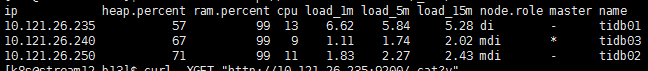 ip heap.percent ram.percent cpu load_1m load_5m load_15m node.role master name
10.121.26.235 57 99 13 6.62 5.84 5.28 di - tidb01
10.121.26.240 67 99 9 1.11 1.74 2.02 mdi * tidb03
10.121.26.250 71 99 11 1.83 2.27 2.43 mdi - tidb02